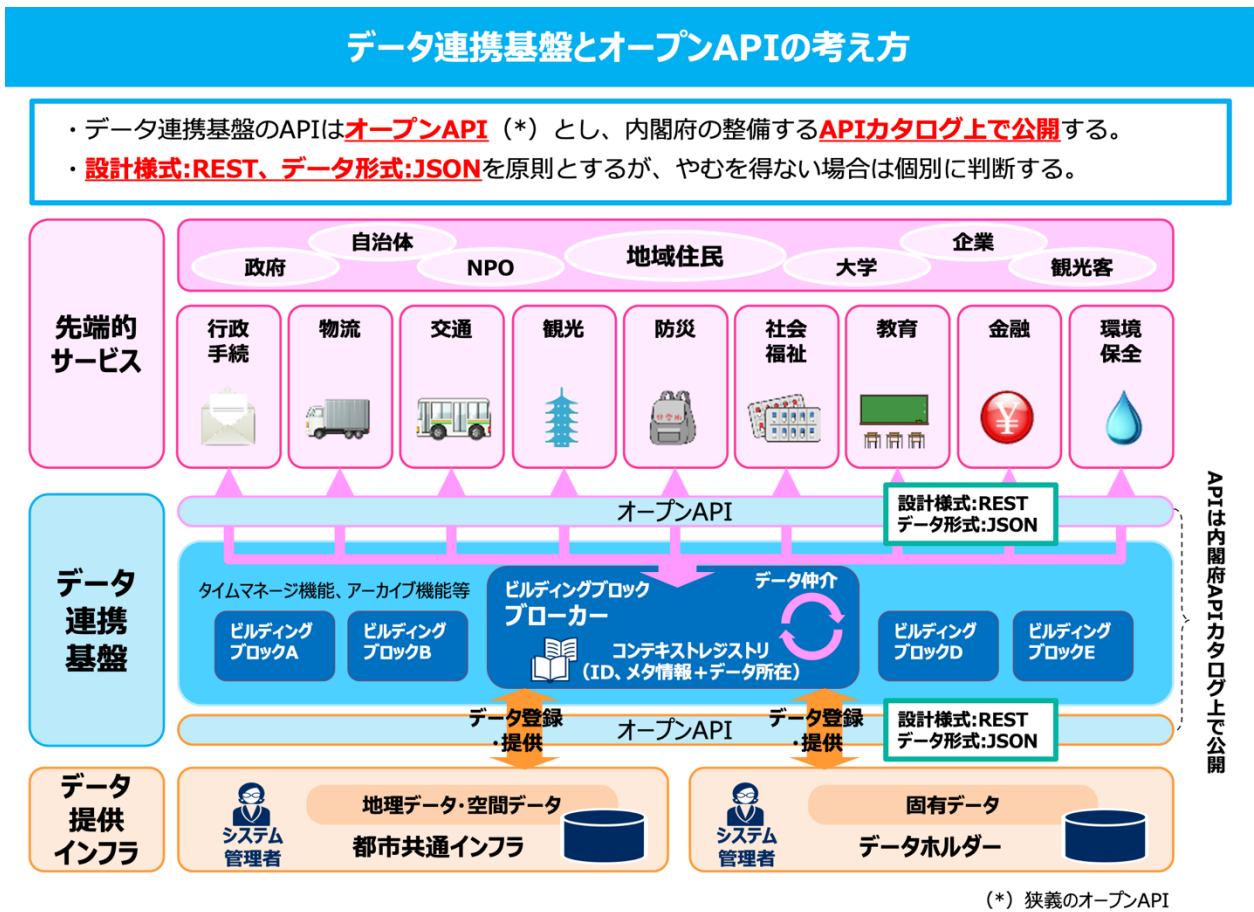 データ連携基盤とオープンAPIの考え方
・データ連携基盤のAPIはオープンAPI（*）とし、内閣府の整備するAPIカタログ上で公開する。
・設計様式:REST、データ形式:JSONを原則とするが、やむを得ない場合は個別に判断する。
先端的
サービス
政府
自治体
NPO
地域住民
大学
企業
観光客
行政
手続
物流
交通
観光
防災
社会
福祉
教育
金融
環境
保全
データ
連携
基盤
オープンAPI
設計様式:REST
データ形式:JSON
タイムマネージ機能、アーカイブ機能等
ビルディング
ブロックA
ビルディング
ブロックB
ビルディングブロック
ブローカー
データ仲介
コンテキストレジストリ
（ID、メタ情報＋データ所在）
ビルディング
ブロックD
ビルディング
ブロックE
データ登録
・提供
オープンAPI
データ登録
・提供
設計様式:REST
データ形式:JSON
APIは内閣府APIカタログ上で公開
データ
提供
インフラ
システム
管理者
地理データ・空間データ
都市共通インフラ
システム
管理者
固有データ
データホルダー
（*）狭義のオープンAPI